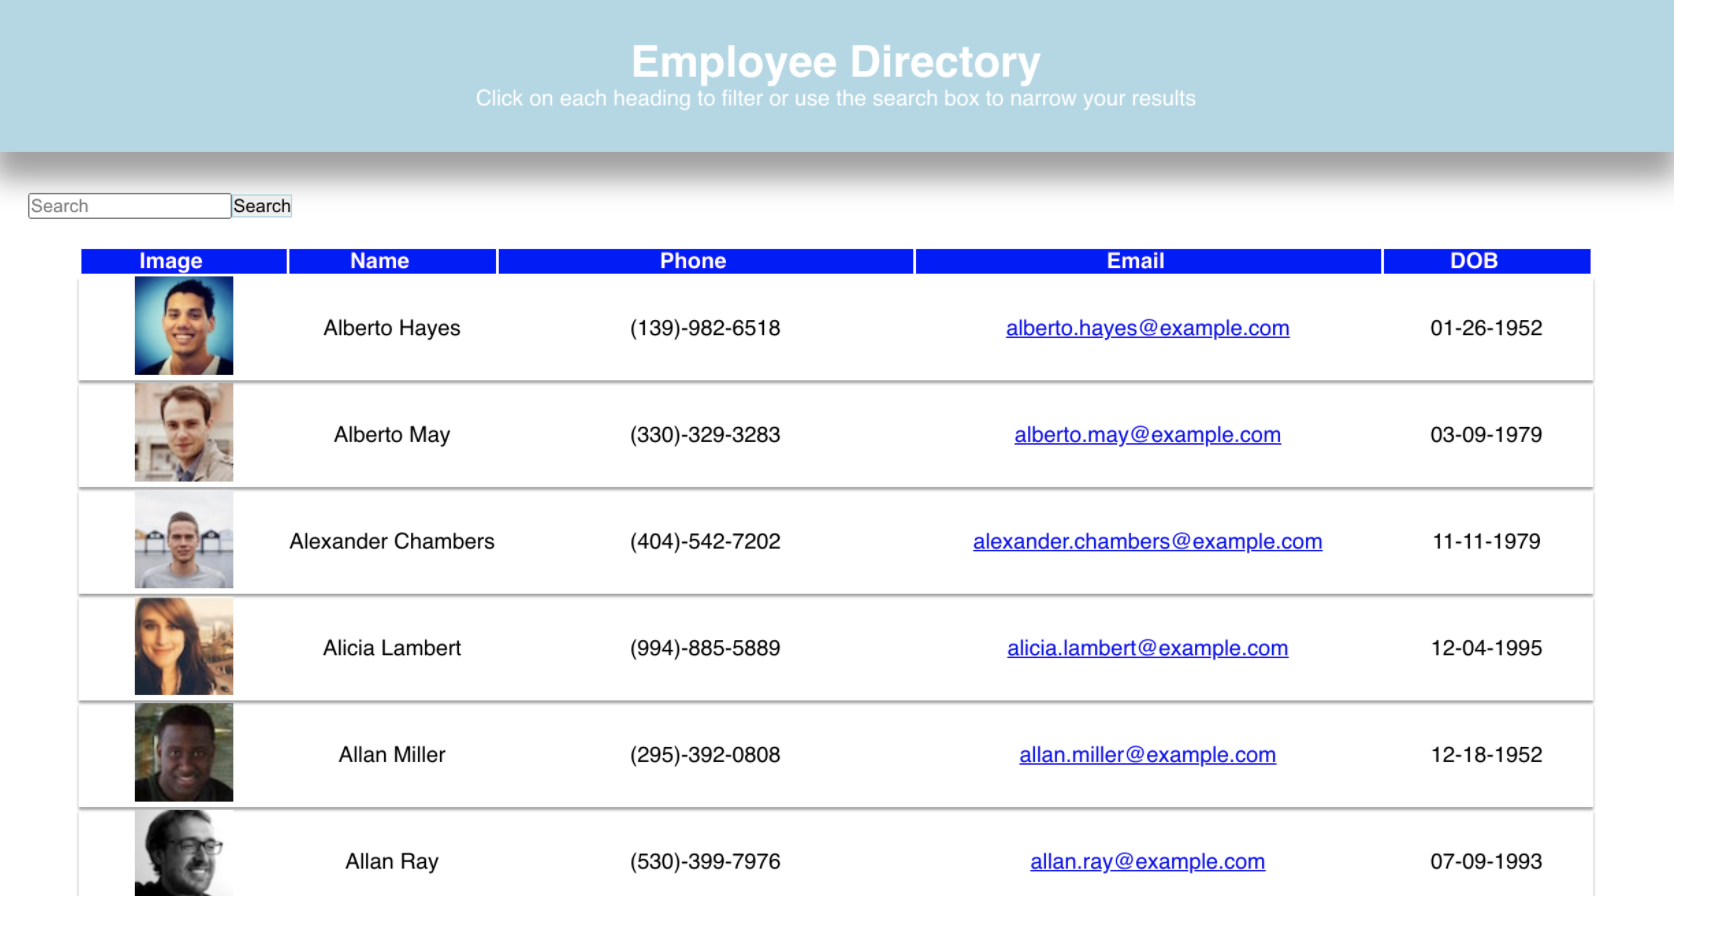 Employee Directory
Click on each heading to filter or use the search box to narrow your results
Search Search
Image Name Phone Email DOB
Alberto Hayes (139)-982-6518 alberto.hayes@example.com 01-26-1952
Alberto May (330)-329-3283 alberto.may@example.com 03-09-1979
Alexander Chambers (404)-542-7202 alexander.chambers@example.com 11-11-1979
Alicia Lambert (994)-885-5889 alicia.lambert@example.com 12-04-1995
Allan Miller (295)-392-0808 allan.miller@example.com 12-18-1952
Allan Ray (530)-399-7976 allan.ray@example.com 07-09-1993